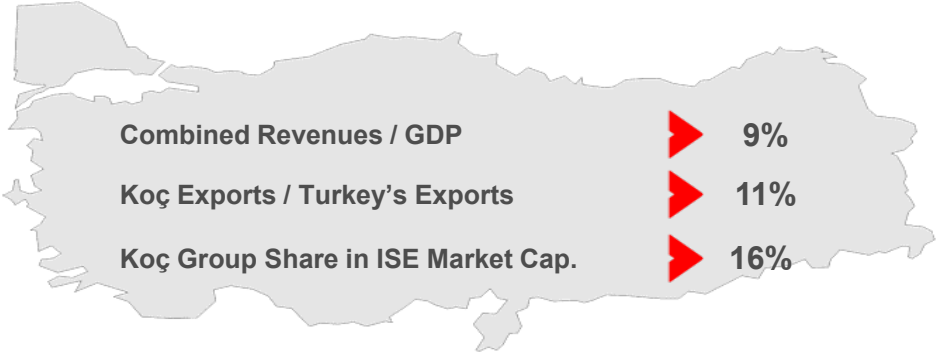 Combined Revenues / GDP 9%
Koç Exports / Turkey’s Exports 11%
Koç Group Share in ISE Market Cap. 16%